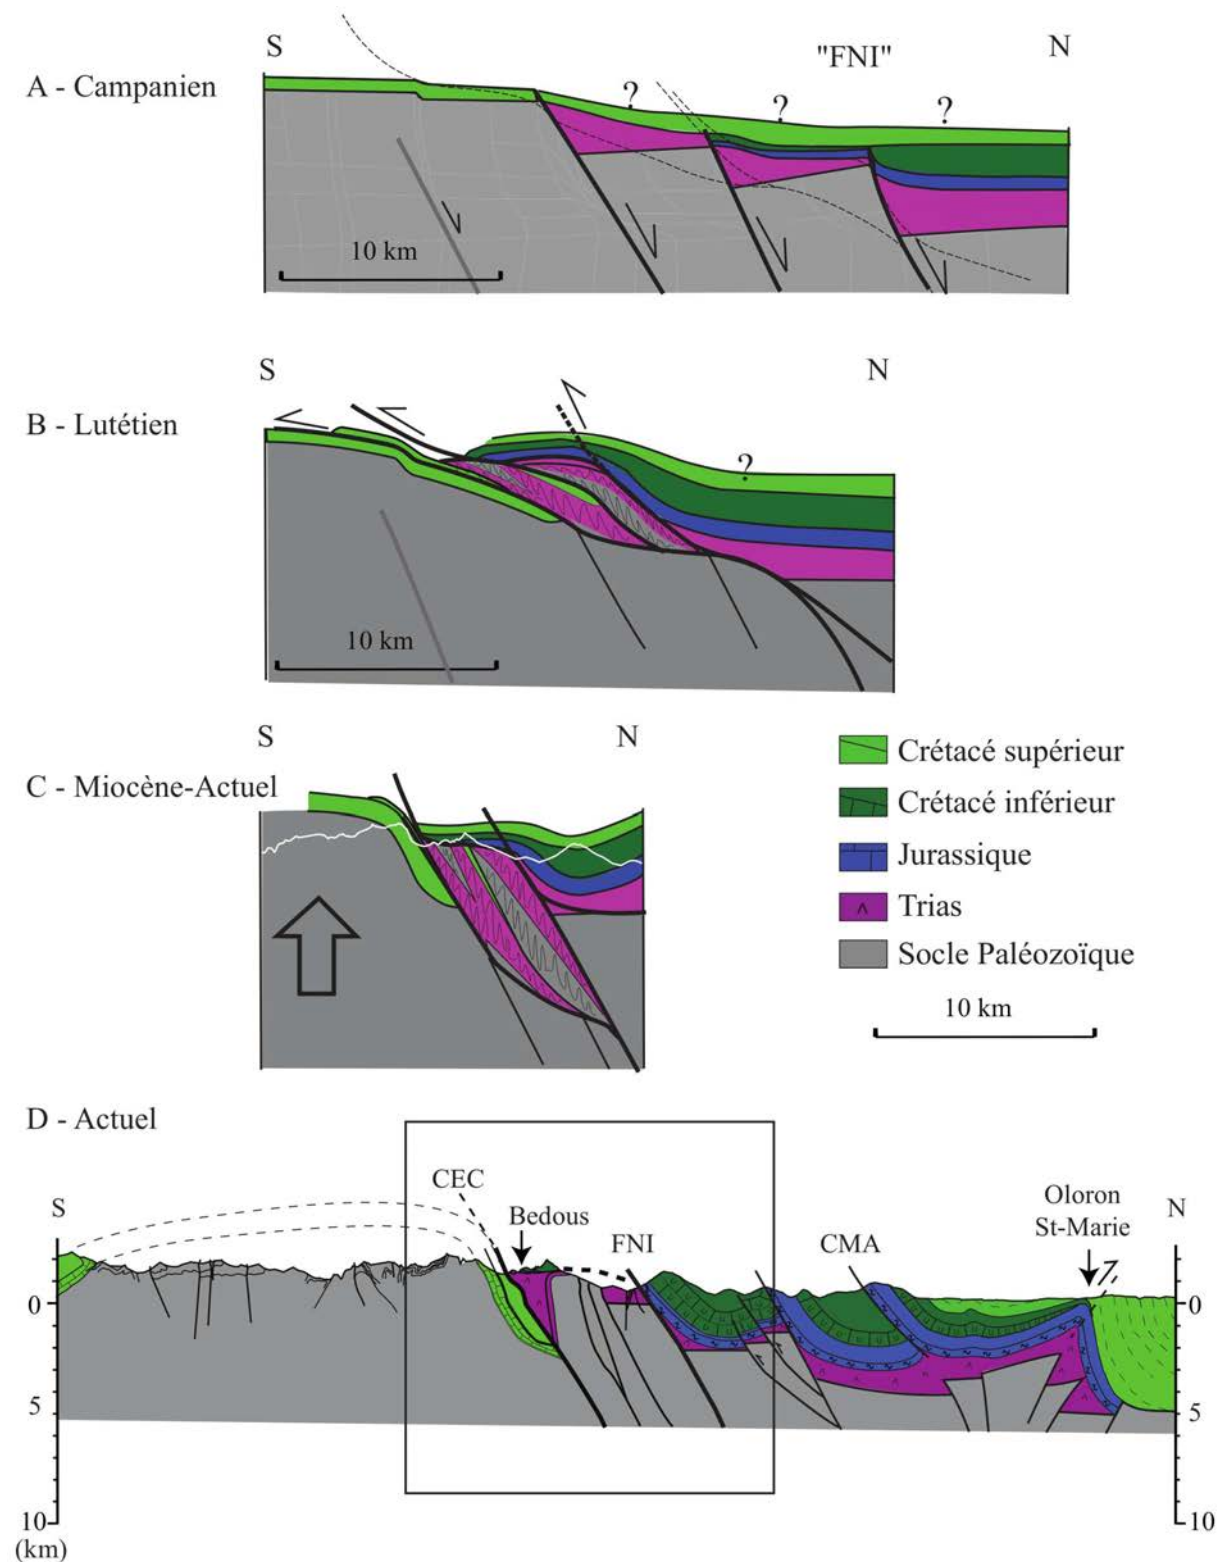 S
"FNI"
N
A - Campanien
?
?
?
10 km
S
N
B - Lutétien
?
10 km
S
N
C - Miocène-Actuel
Crétacé supérieur
Crétacé inférieur
Jurassique
Trias
Socle Paléozoïque
10 km
D - Actuel
CEC
S
Bedous
FNI
CMA
Oloron
St-Marie
N
0
0
5
5
10
10
(km)